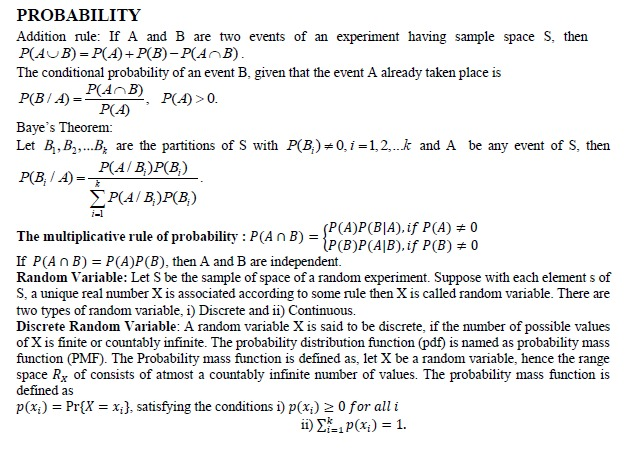 PROBABILITY
Addition rule: If A and B are two events of an experiment having sample space S, then
P(A∪B) = P(A) + P(B) − P(A∩B).
The conditional probability of an event B, given that the event A already taken place is
P(B / A) = P(A∩B) / P(A), P(A) > 0.
Baye's Theorem:
Let B₁, B₂,...Bₖ are the partitions of S with P(Bᵢ) ≠ 0, i = 1, 2,...k and A be any event of S, then
P(Bᵢ / A) = P(A / Bᵢ)P(Bᵢ) / ∑ᵢ₌₁ᵏ P(A / Bᵢ)P(Bᵢ).
The multiplicative rule of probability : P(A ∩ B) = {P(A)P(B|A), if P(A) ≠ 0
P(B)P(A|B), if P(B) ≠ 0
If P(A ∩ B) = P(A)P(B), then A and B are independent.
Random Variable: Let S be the sample of space of a random experiment. Suppose with each element s of
S, a unique real number X is associated according to some rule then X is called random variable. There are
two types of random variable, i) Discrete and ii) Continuous.
Discrete Random Variable: A random variable X is said to be discrete, if the number of possible values
of X is finite or countably infinite. The probability distribution function (pdf) is named as probability mass
function (PMF). The Probability mass function is defined as, let X be a random variable, hence the range
space Rₓ of consists of atmost a countably infinite number of values. The probability mass function is
defined as
p(xᵢ) = Pr{X = xᵢ}, satisfying the conditions i) p(xᵢ) ≥ 0 for all i
ii) ∑ᵢ₌₁ᵏ p(xᵢ) = 1.